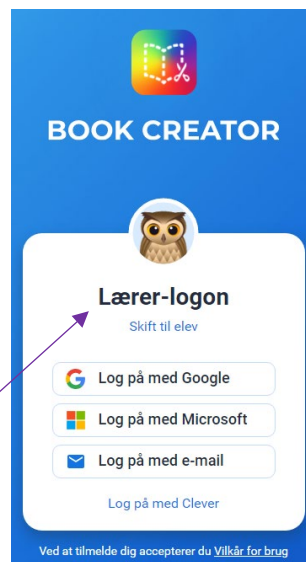 BOOK CREATOR
Lærer-logon
Skift til elev
Log på med Google
Log på med Microsoft
Log på med e-mail
Log på med Clever
Ved at tilmelde dig accepterer du Vilkår for brug